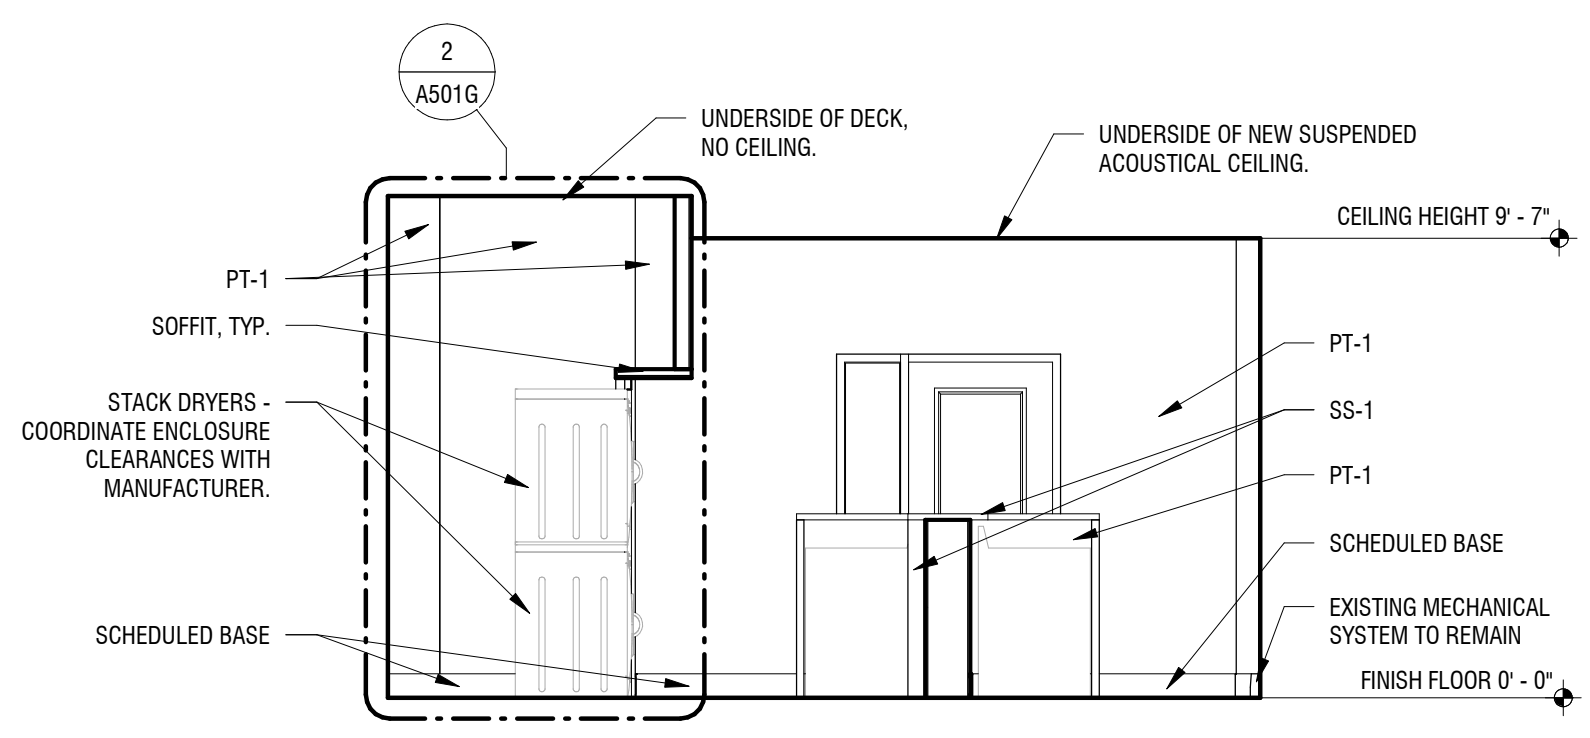 2
A501G
UNDERSIDE OF DECK,
NO CEILING.
UNDERSIDE OF NEW SUSPENDED
ACOUSTICAL CEILING.
CEILING HEIGHT 9' - 7"
PT-1
SOFFIT, TYP.
STACK DRYERS -
COORDINATE ENCLOSURE
CLEARANCES WITH
MANUFACTURER.
SCHEDULED BASE
PT-1
SS-1
PT-1
SCHEDULED BASE
EXISTING MECHANICAL
SYSTEM TO REMAIN
FINISH FLOOR 0' - 0"